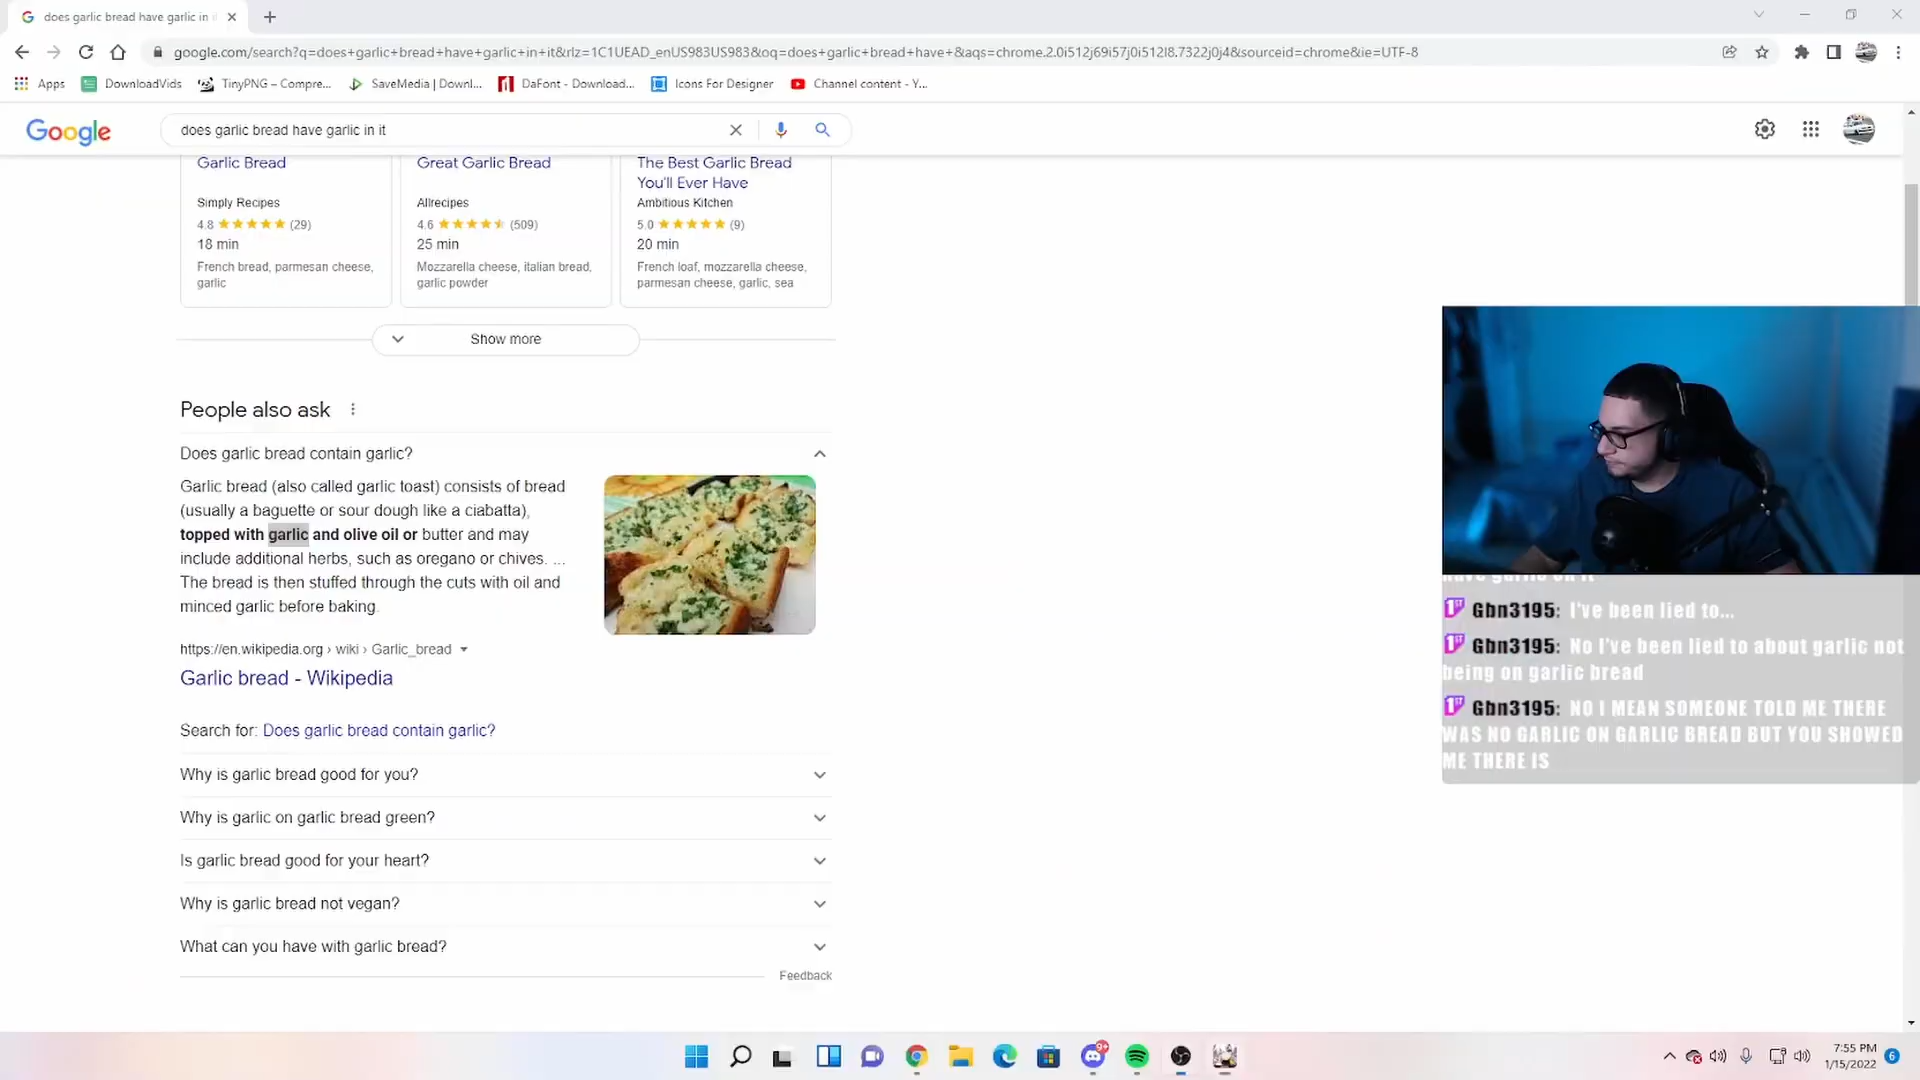 does garlic bread have garlic in it
google.com/search?q=does+garlic+bread+have+garlic+in+it&rlz=1C1UEAD_enUS983US983&oq=does+garlic+bread+have+&aqs=chrome.2.0i512j69i57j0i512l8.7322j0j4&sourceid=chrome&ie=UTF-8
Apps DownloadVids TinyPNG – Compre... SaveMedia | Downl... DaFont - Download... Icons For Designer Channel content - Y...
Google does garlic bread have garlic in it
Garlic Bread
Simply Recipes
4.8 (29)
18 min
French bread, parmesan cheese,
garlic
Great Garlic Bread
Allrecipes
4.6 (509)
25 min
Mozzarella cheese, italian bread,
garlic powder
The Best Garlic Bread
You'll Ever Have
Ambitious Kitchen
5.0 (9)
20 min
French loaf, mozzarella cheese,
parmesan cheese, garlic, sea
Show more
People also ask
Does garlic bread contain garlic?
Garlic bread (also called garlic toast) consists of bread
(usually a baguette or sour dough like a ciabatta),
topped with garlic and olive oil or butter and may
include additional herbs, such as oregano or chives. ...
The bread is then stuffed through the cuts with oil and
minced garlic before baking.
https://en.wikipedia.org › wiki › Garlic_bread
Garlic bread - Wikipedia
Search for: Does garlic bread contain garlic?
Why is garlic bread good for you?
Why is garlic on garlic bread green?
Is garlic bread good for your heart?
Why is garlic bread not vegan?
What can you have with garlic bread?
Feedback
have garlic on it
Gbn3195: I've been lied to...
Gbn3195: No I've been lied to about garlic not
being on garlic bread
Gbn3195: NO I MEAN SOMEONE TOLD ME THERE
WAS NO GARLIC ON GARLIC BREAD BUT YOU SHOWED
ME THERE IS
9+
7:55 PM
1/15/2022
6